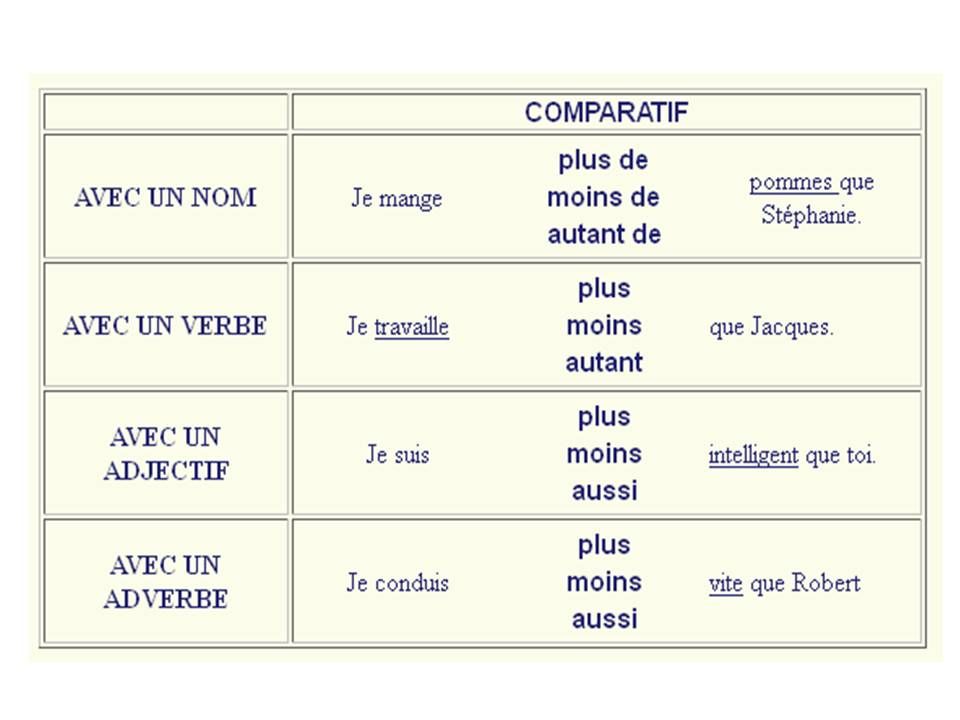 COMPARATIF
AVEC UN NOM
Je mange
plus de
moins de
autant de
pommes que
Stéphanie.
AVEC UN VERBE
Je travaille
plus
moins
autant
que Jacques.
AVEC UN
ADJECTIF
Je suis
plus
moins
aussi
intelligent que toi.
AVEC UN
ADVERBE
Je conduis
plus
moins
aussi
vite que Robert